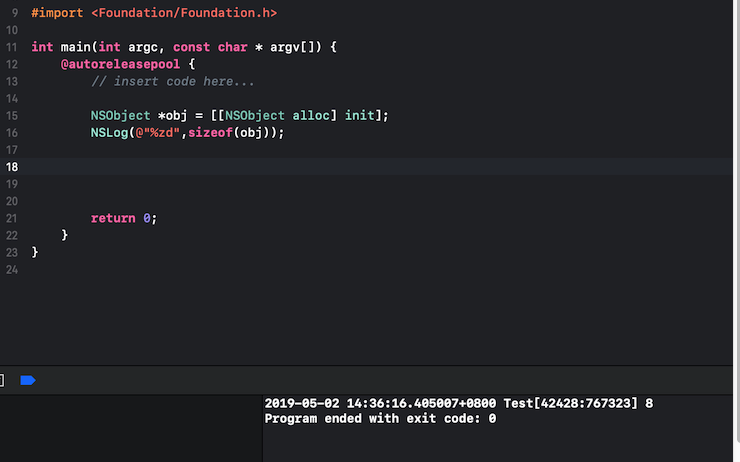 9 #import <Foundation/Foundation.h>
10
11 int main(int argc, const char * argv[]) {
12     @autoreleasepool {
13         // insert code here...
14
15         NSObject *obj = [[NSObject alloc] init];
16         NSLog(@"%zd",sizeof(obj));
17
18
19
20
21         return 0;
22     }
23 }
24
2019-05-02 14:36:16.405007+0800 Test[42428:767323] 8
Program ended with exit code: 0